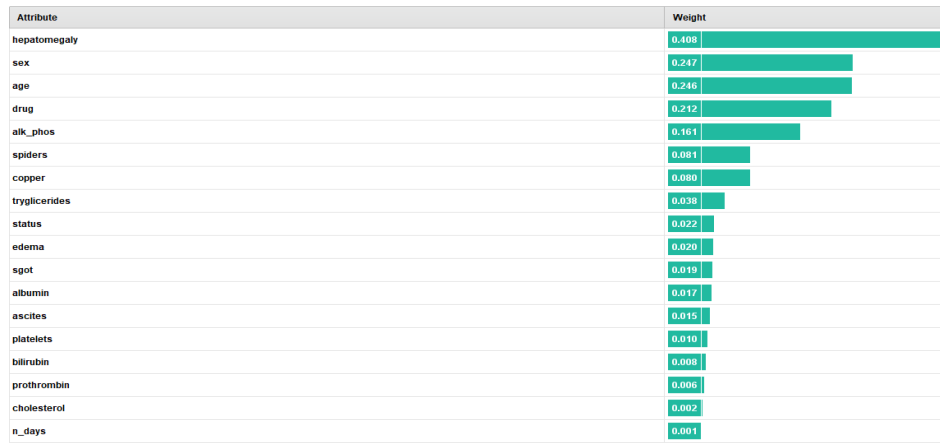 Attribute Weight
hepatomegaly 0.408
sex 0.247
age 0.246
drug 0.212
alk_phos 0.161
spiders 0.081
copper 0.080
tryglicerides 0.038
status 0.022
edema 0.020
sgot 0.019
albumin 0.017
ascites 0.015
platelets 0.010
bilirubin 0.008
prothrombin 0.006
cholesterol 0.002
n_days 0.001